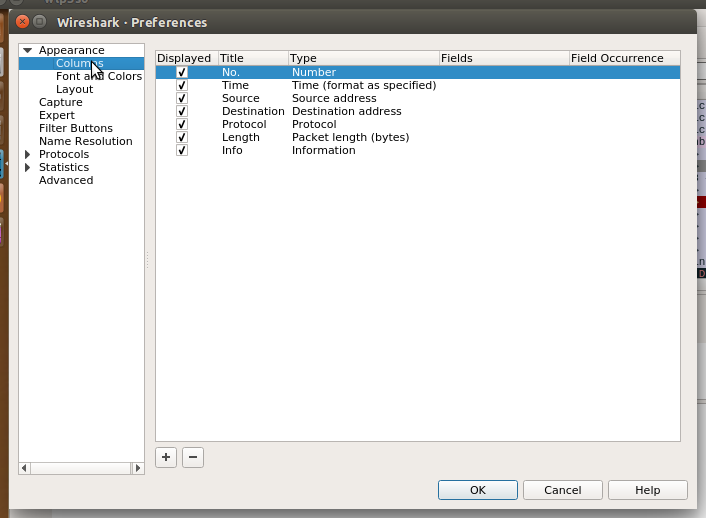 Wireshark · Preferences
Appearance
Columns
Font and Colors
Layout
Capture
Expert
Filter Buttons
Name Resolution
Protocols
Statistics
Advanced
Displayed Title Type Fields Field Occurrence
No. Number
Time Time (format as specified)
Source Source address
Destination Destination address
Protocol Protocol
Length Packet length (bytes)
Info Information
+ −
OK Cancel Help